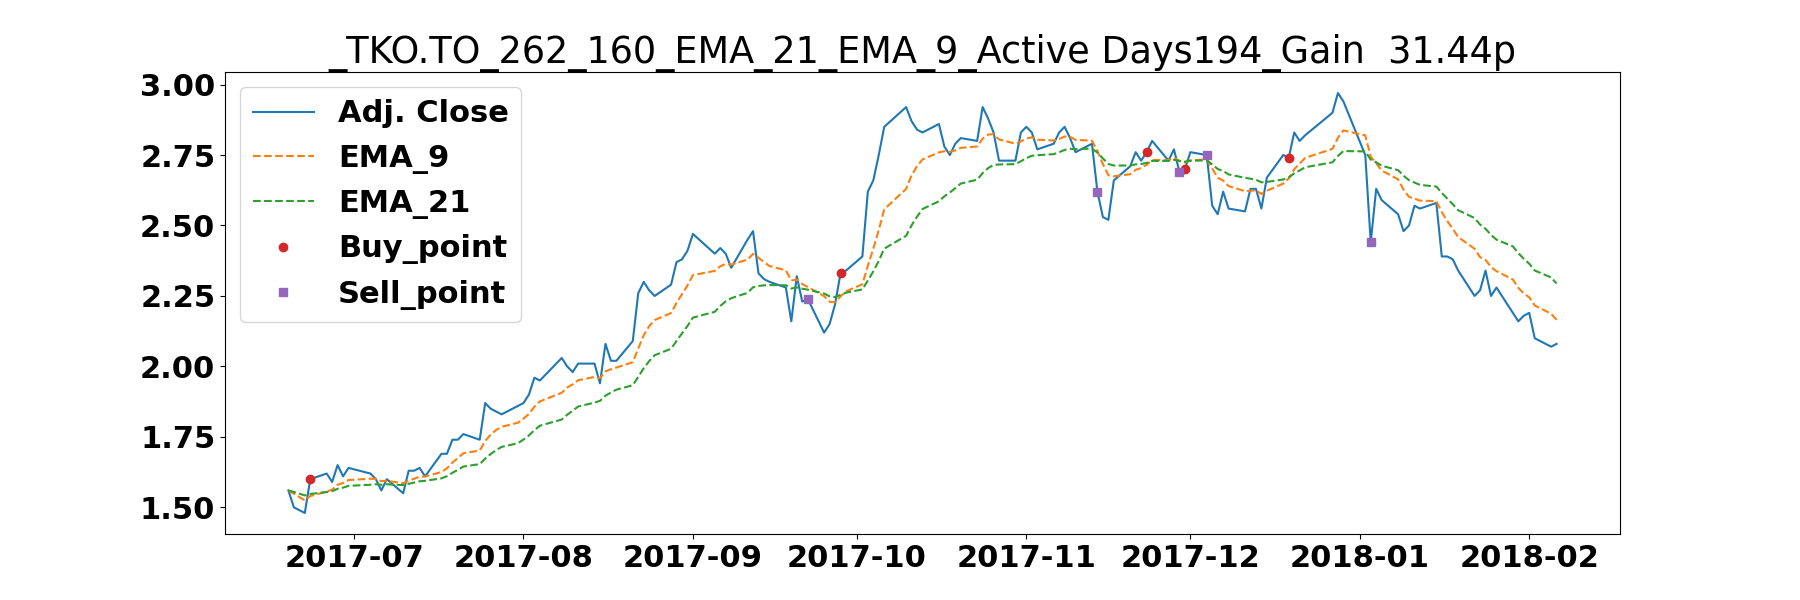 _TKO.TO_262_160_EMA_21_EMA_9_Active Days194_Gain  31.44p
3.00
2.75
2.50
2.25
2.00
1.75
1.50
Adj. Close
EMA_9
EMA_21
Buy_point
Sell_point
2017-07 2017-08 2017-09 2017-10 2017-11 2017-12 2018-01 2018-02